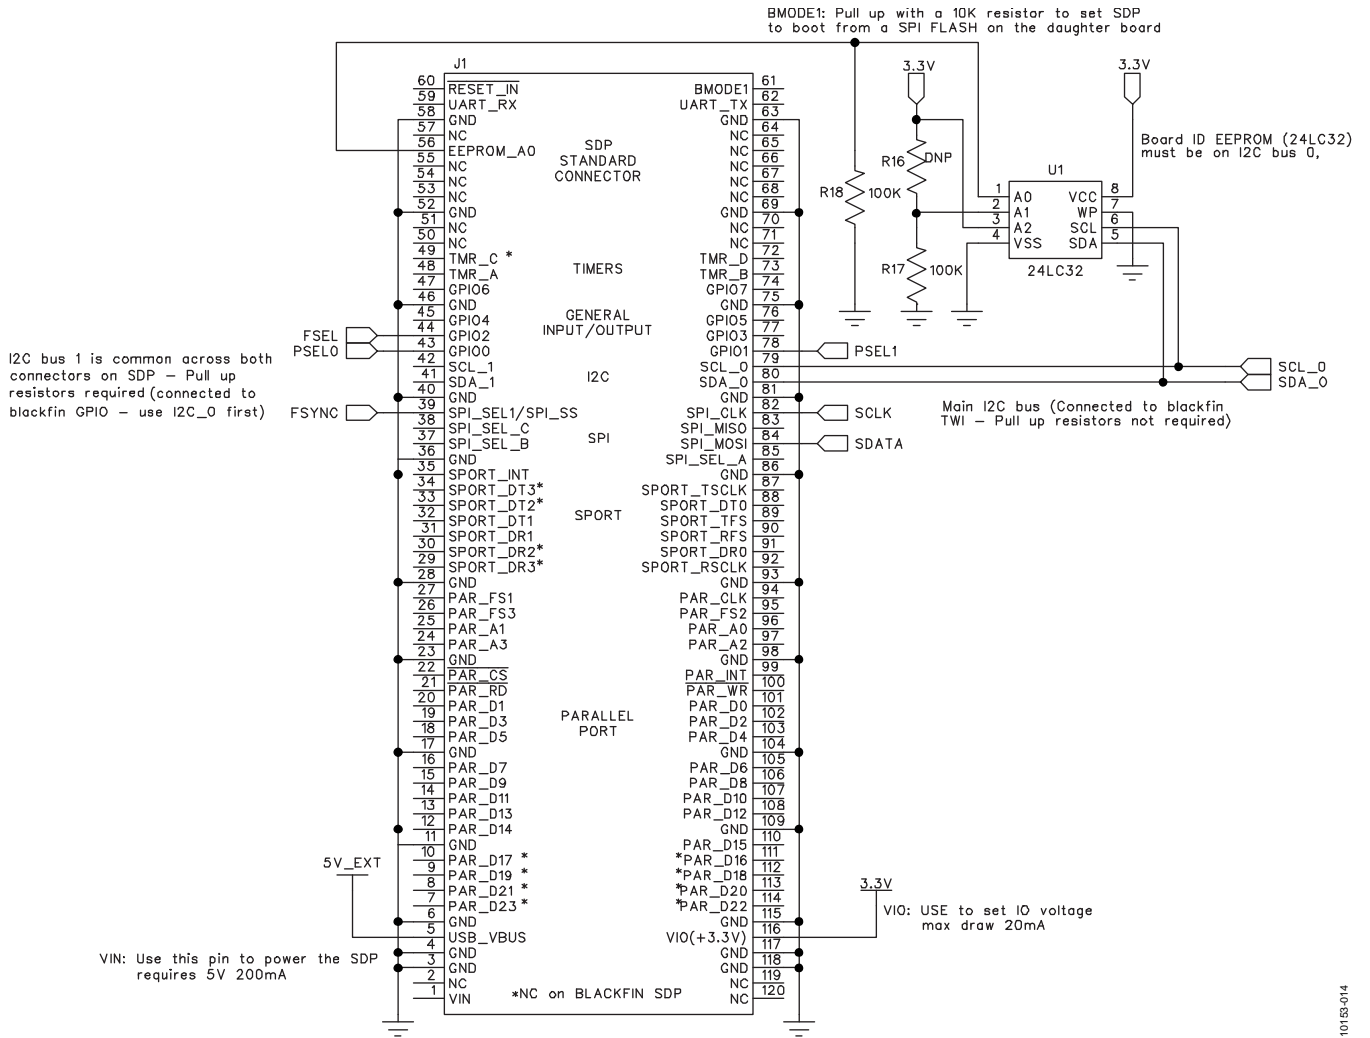 BMODE1: Pull up with a 10K resistor to set SDP
to boot from a SPI FLASH on the daughter board
J1
60 RESET_IN
59 UART_RX
58 GND
57 NC
56 EEPROM_A0
55 NC
54 NC
53 NC
52 GND
51 NC
50 NC
49 TMR_C *
48 TMR_A
47 GPIO6
46 GND
45 GPIO4
44 GPIO2
43 GPIO0
42 SCL_1
41 SDA_1
40 GND
39 SPI_SEL1/SPI_SS
38 SPI_SEL_C
37 SPI_SEL_B
36 GND
35 SPORT_INT
34 SPORT_DT3*
33 SPORT_DT2*
32 SPORT_DT1
31 SPORT_DR1
30 SPORT_DR2*
29 SPORT_DR3*
28 GND
27 PAR_FS1
26 PAR_FS3
25 PAR_A1
24 PAR_A3
23 GND
22 PAR_CS
21 PAR_RD
20 PAR_D1
19 PAR_D3
18 PAR_D5
17 GND
16 PAR_D7
15 PAR_D9
14 PAR_D11
13 PAR_D13
12 PAR_D14
11 GND
10 PAR_D17 *
9 PAR_D19 *
8 PAR_D21 *
7 PAR_D23 *
6 GND
5 USB_VBUS
4 GND
3 GND
2 NC
1 VIN
SDP
STANDARD
CONNECTOR
TIMERS
GENERAL
INPUT/OUTPUT
I2C
SPI
SPORT
PARALLEL
PORT
*NC on BLACKFIN SDP
BMODE1 61
UART_TX 62
GND 63
NC 64
NC 65
NC 66
NC 67
NC 68
GND 69
NC 70
NC 71
TMR_D 72
TMR_B 73
GPIO7 74
GND 75
GPIO5 76
GPIO3 77
GPIO1 78
SCL_0 79
SDA_0 80
GND 81
SPI_CLK 82
SPI_MISO 83
SPI_MOSI 84
SPI_SEL_A 85
GND 86
SPORT_TSCLK 87
SPORT_DT0 88
SPORT_TFS 89
SPORT_RFS 90
SPORT_DR0 91
SPORT_RSCLK 92
GND 93
PAR_CLK 94
PAR_FS2 95
PAR_A0 96
PAR_A2 97
GND 98
PAR_INT 99
PAR_WR 100
PAR_D0 101
PAR_D2 102
PAR_D4 103
GND 104
PAR_D6 105
PAR_D8 106
PAR_D10 107
PAR_D12 108
GND 109
PAR_D15 110
*PAR_D16 111
*PAR_D18 112
*PAR_D20 113
*PAR_D22 114
GND 115
VIO(+3.3V) 116
GND 117
GND 118
NC 119
NC 120
FSEL
PSEL0
I2C bus 1 is common across both
connectors on SDP – Pull up
resistors required (connected to
blackfin GPIO – use I2C_0 first)
FSYNC
5V_EXT
VIN: Use this pin to power the SDP
requires 5V 200mA
3.3V
3.3V
Board ID EEPROM (24LC32)
must be on I2C bus 0,
R16 DNP
R18 100K
R17 100K
U1
1 A0 VCC 8
2 A1 WP 7
3 A2 SCL 6
4 VSS SDA 5
24LC32
PSEL1
SCL_0
SDA_0
Main I2C bus (Connected to blackfin
TWI – Pull up resistors not required)
SCLK
SDATA
3.3V
VIO: USE to set IO voltage
max draw 20mA
10153-014